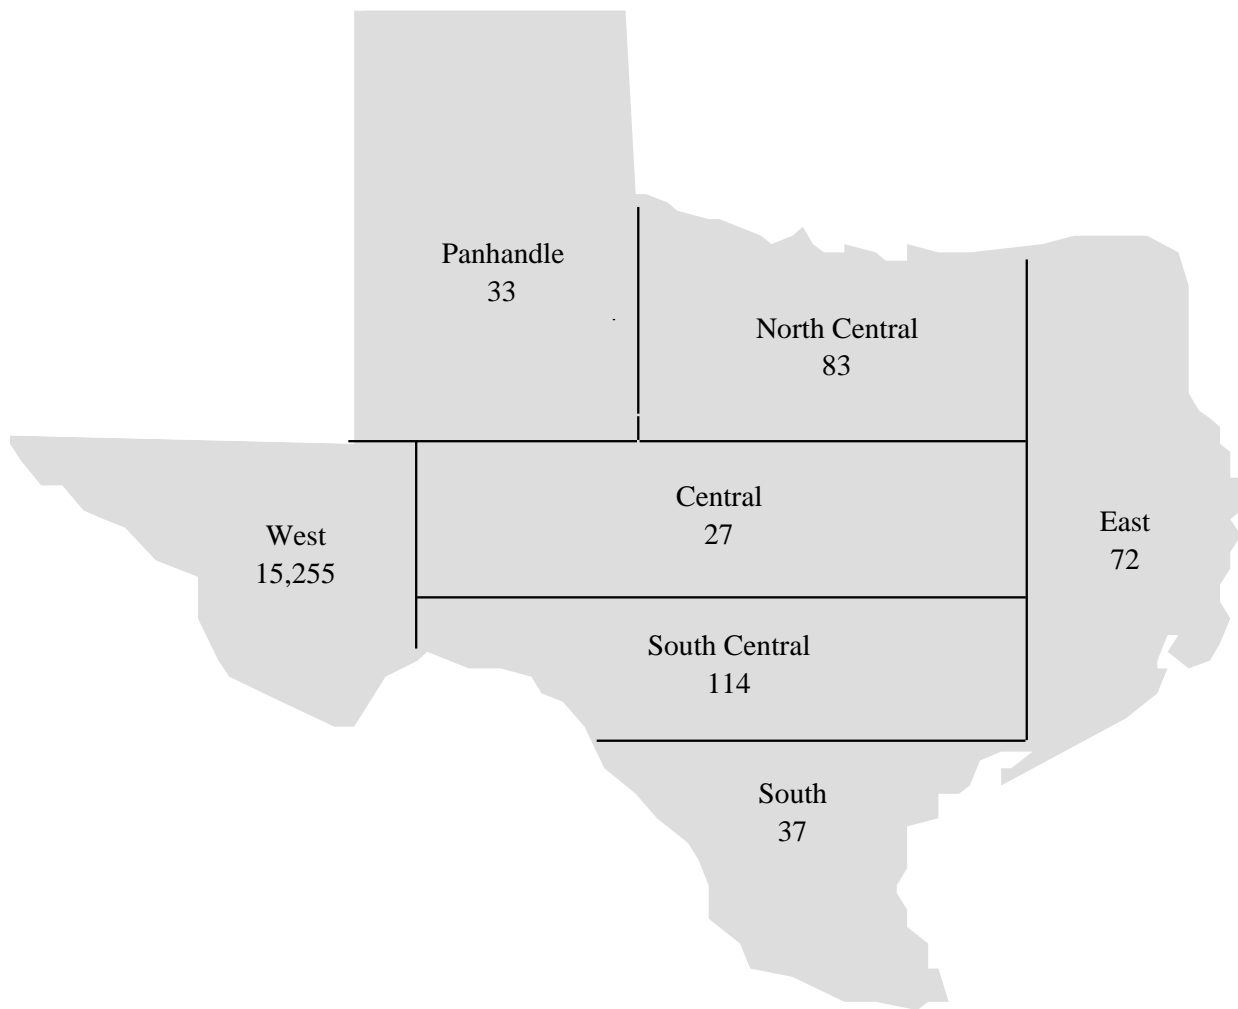 Panhandle
33
North Central
83
Central
27
West
15,255
East
72
South Central
114
South
37